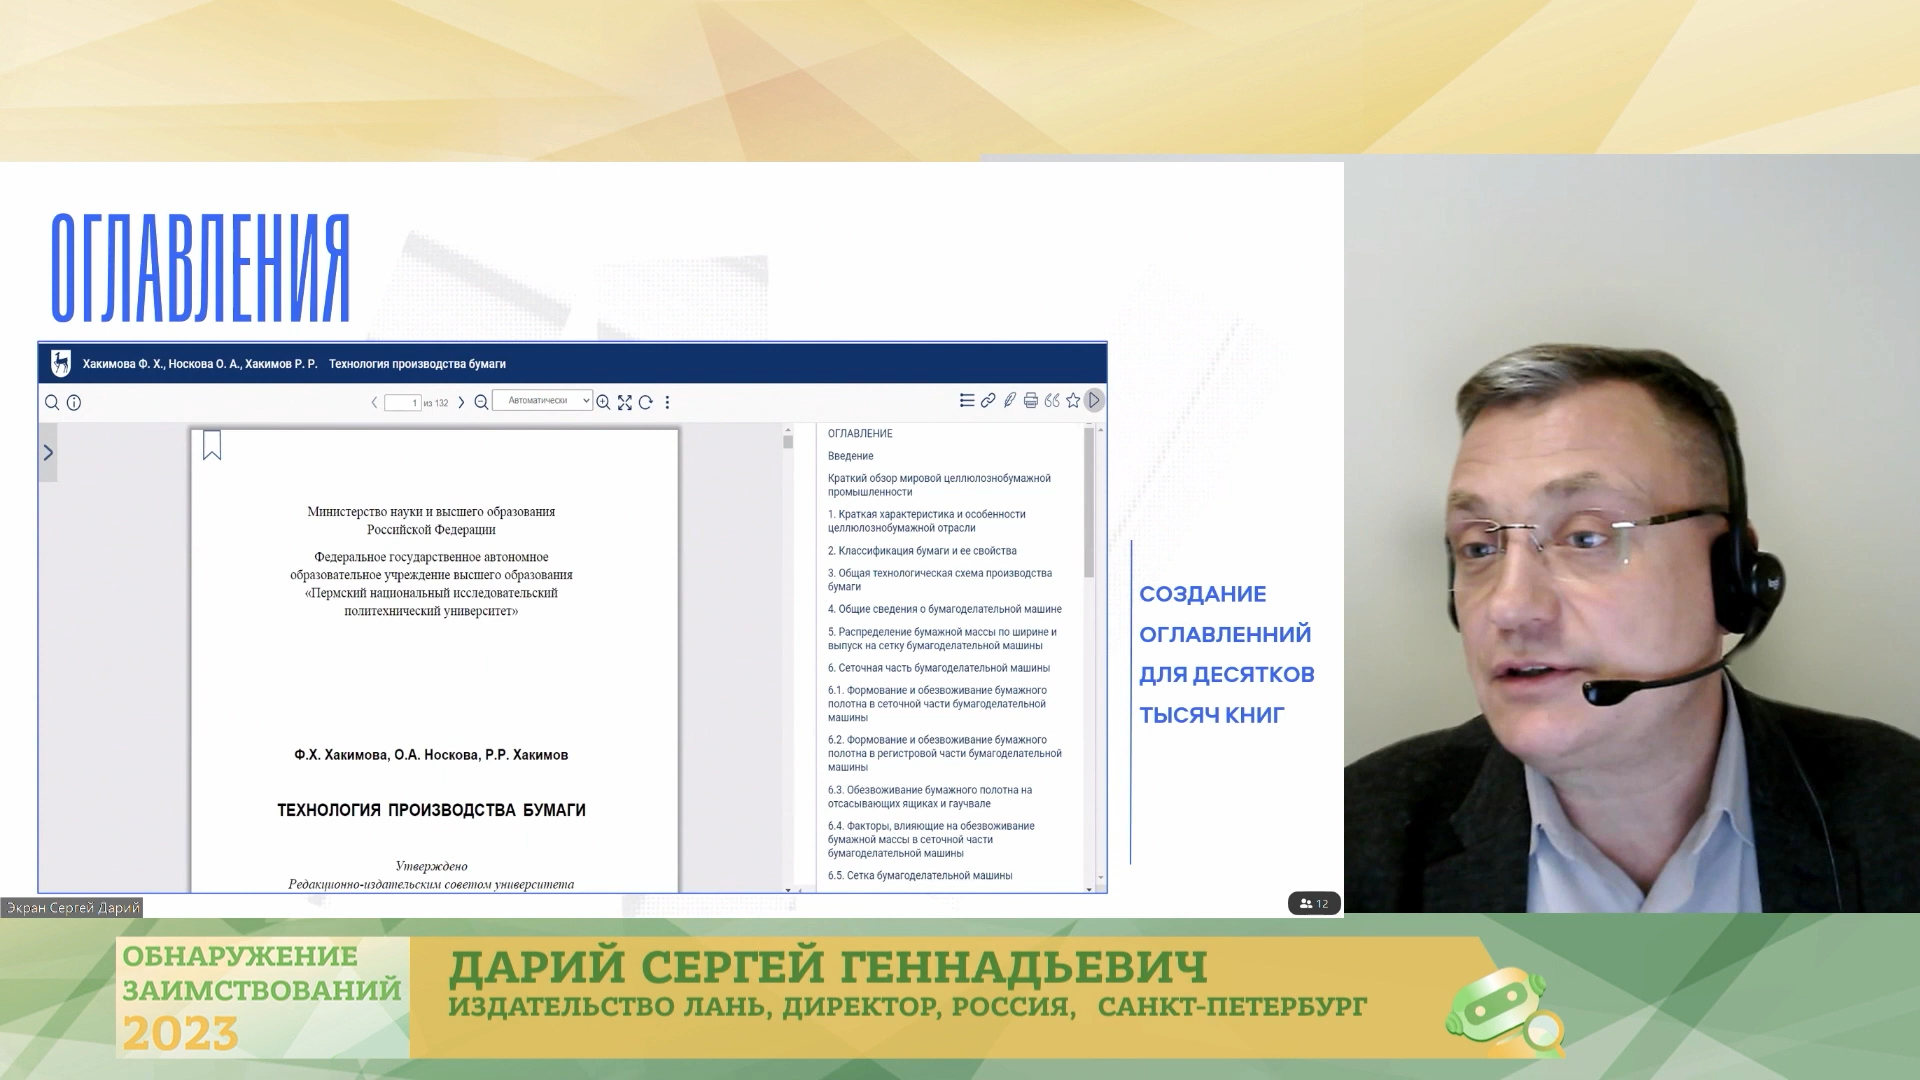 ОГЛАВЛЕНИЯ
Хакимова Ф. Х., Носкова О. А., Хакимов Р. Р. Технология производства бумаги
1 из 132
Автоматически
Министерство науки и высшего образования
Российской Федерации
Федеральное государственное автономное
образовательное учреждение высшего образования
«Пермский национальный исследовательский
политехнический университет»
Ф.Х. Хакимова, О.А. Носкова, Р.Р. Хакимов
ТЕХНОЛОГИЯ ПРОИЗВОДСТВА БУМАГИ
Утверждено
Редакционно-издательским советом университета
ОГЛАВЛЕНИЕ
Введение
Краткий обзор мировой целлюлознобумажной
промышленности
1. Краткая характеристика и особенности
целлюлознобумажной отрасли
2. Классификация бумаги и ее свойства
3. Общая технологическая схема производства
бумаги
4. Общие сведения о бумагоделательной машине
5. Распределение бумажной массы по ширине и
выпуск на сетку бумагоделательной машины
6. Сеточная часть бумагоделательной машины
6.1. Формование и обезвоживание бумажного
полотна в сеточной части бумагоделательной
машины
6.2. Формование и обезвоживание бумажного
полотна в регистровой части бумагоделательной
машины
6.3. Обезвоживание бумажного полотна на
отсасывающих ящиках и гаучвале
6.4. Факторы, влияющие на обезвоживание
бумажной массы в сеточной части
бумагоделательной машины
6.5. Сетка бумагоделательной машины
СОЗДАНИЕ
ОГЛАВЛЕННИЙ
ДЛЯ ДЕСЯТКОВ
ТЫСЯЧ КНИГ
Экран Сергей Дарий
12
ОБНАРУЖЕНИЕ
ЗАИМСТВОВАНИЙ
2023
ДАРИЙ СЕРГЕЙ ГЕННАДЬЕВИЧ
ИЗДАТЕЛЬСТВО ЛАНЬ, ДИРЕКТОР, РОССИЯ, САНКТ-ПЕТЕРБУРГ